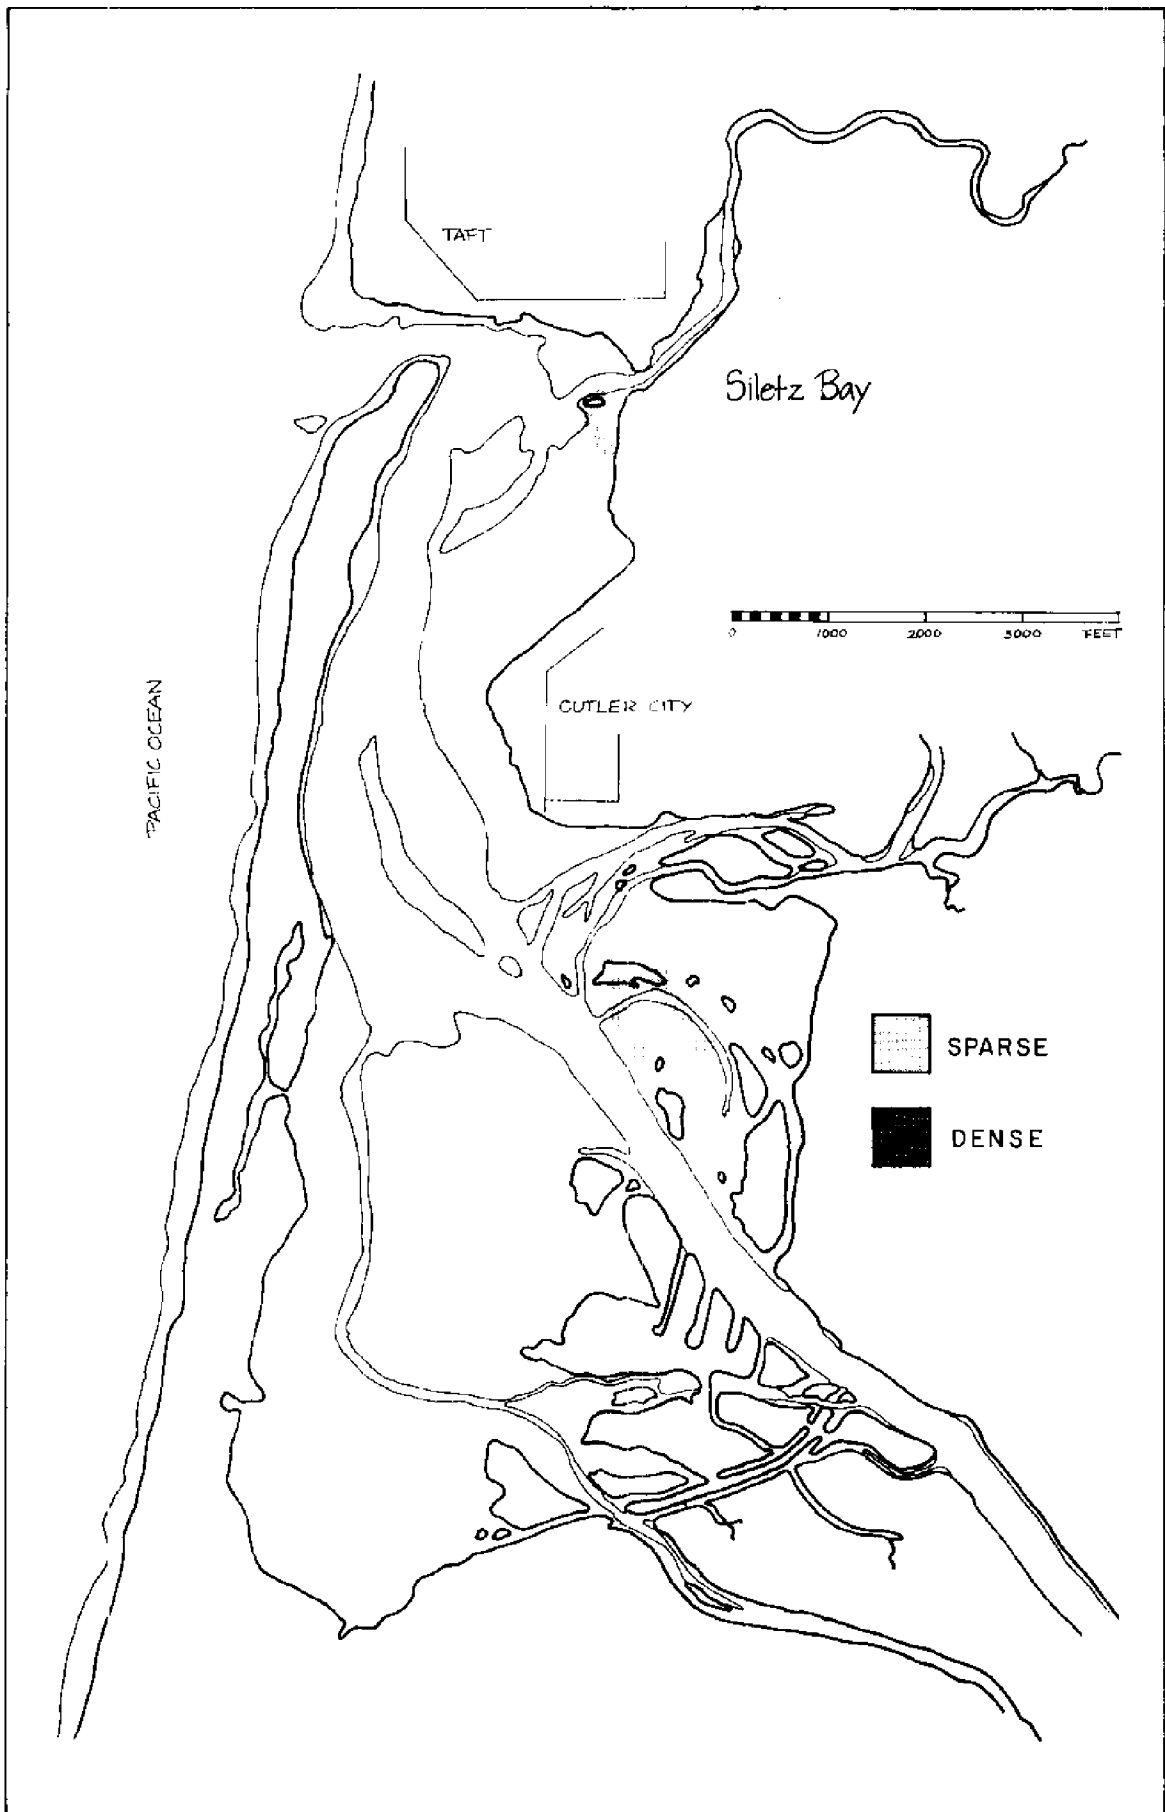 TAFT
Siletz Bay
0 1000 2000 3000 FEET
CUTLER CITY
PACIFIC OCEAN
SPARSE
DENSE